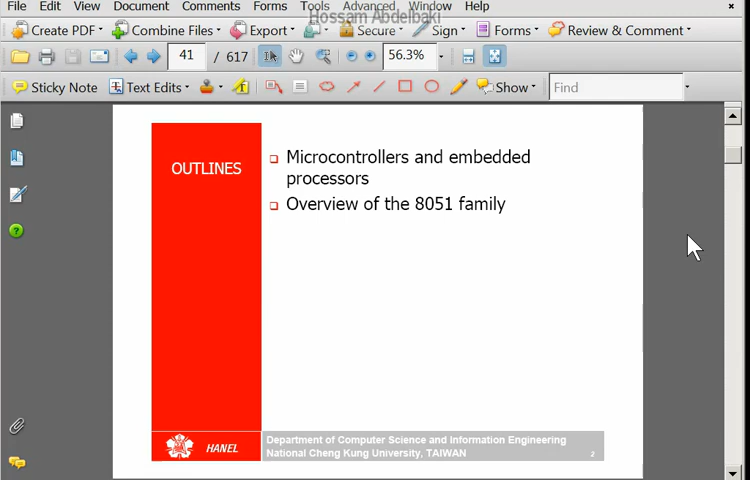 File Edit View Document Comments Forms Tools Advanced Window Help
Hossam Abdelbaki
Create PDF Combine Files Export Secure Sign Forms Review & Comment
41 / 617 56.3%
Sticky Note Text Edits Show Find
OUTLINES
Microcontrollers and embedded
processors
Overview of the 8051 family
HANEL
Department of Computer Science and Information Engineering
National Cheng Kung University, TAIWAN 2